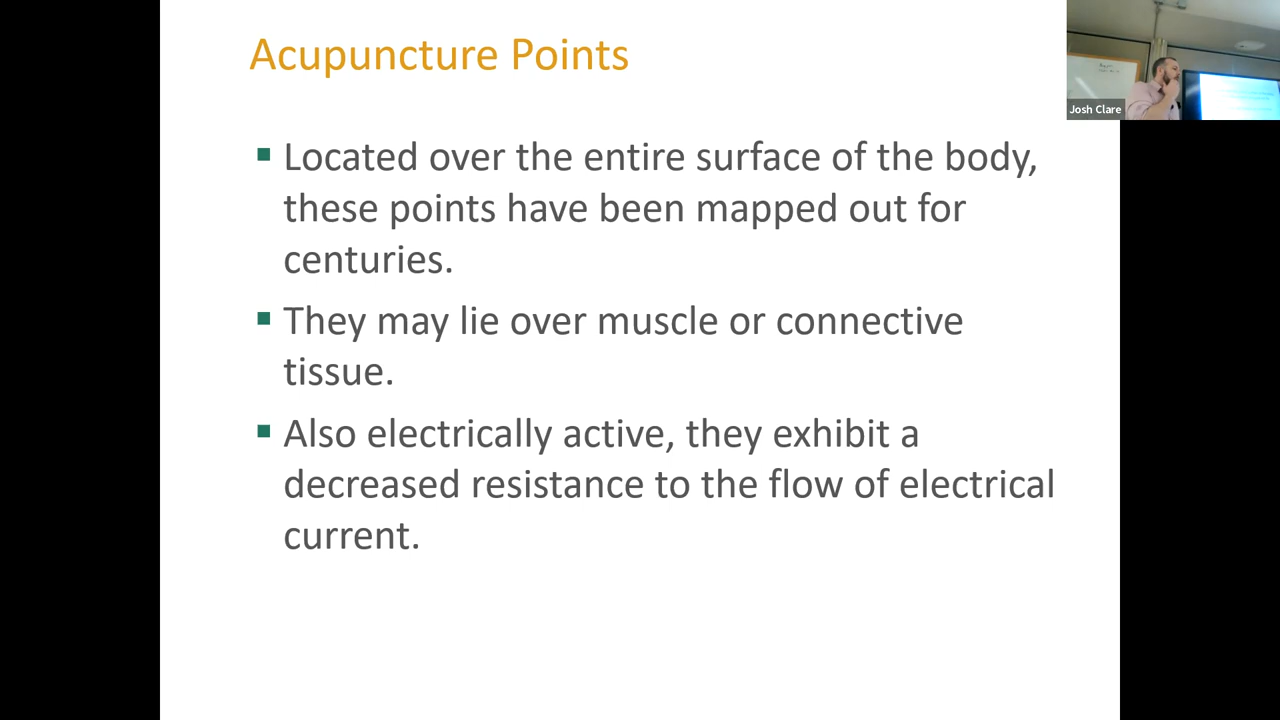 Acupuncture Points
Josh Clare
Located over the entire surface of the body,
these points have been mapped out for
centuries.
They may lie over muscle or connective
tissue.
Also electrically active, they exhibit a
decreased resistance to the flow of electrical
current.